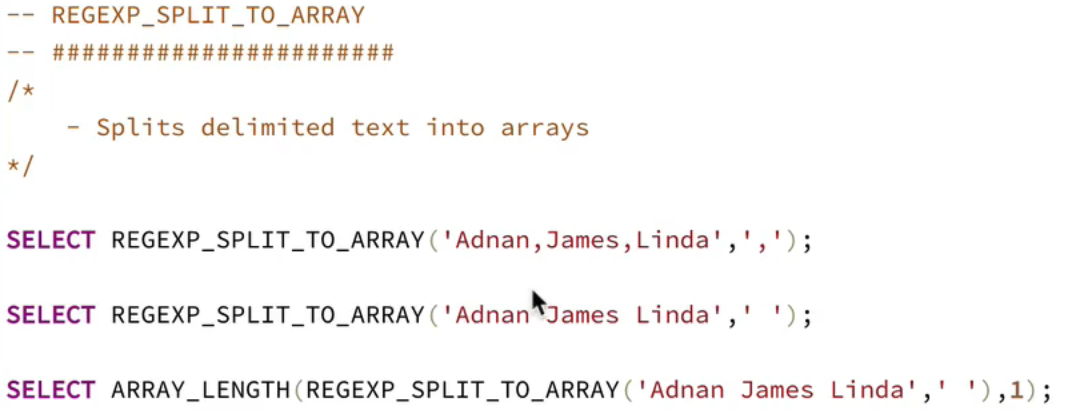 -- REGEXP_SPLIT_TO_ARRAY
-- #######################
/*
- Splits delimited text into arrays
*/
SELECT REGEXP_SPLIT_TO_ARRAY('Adnan,James,Linda',',');
SELECT REGEXP_SPLIT_TO_ARRAY('Adnan James Linda',' ');
SELECT ARRAY_LENGTH(REGEXP_SPLIT_TO_ARRAY('Adnan James Linda',' '),1);